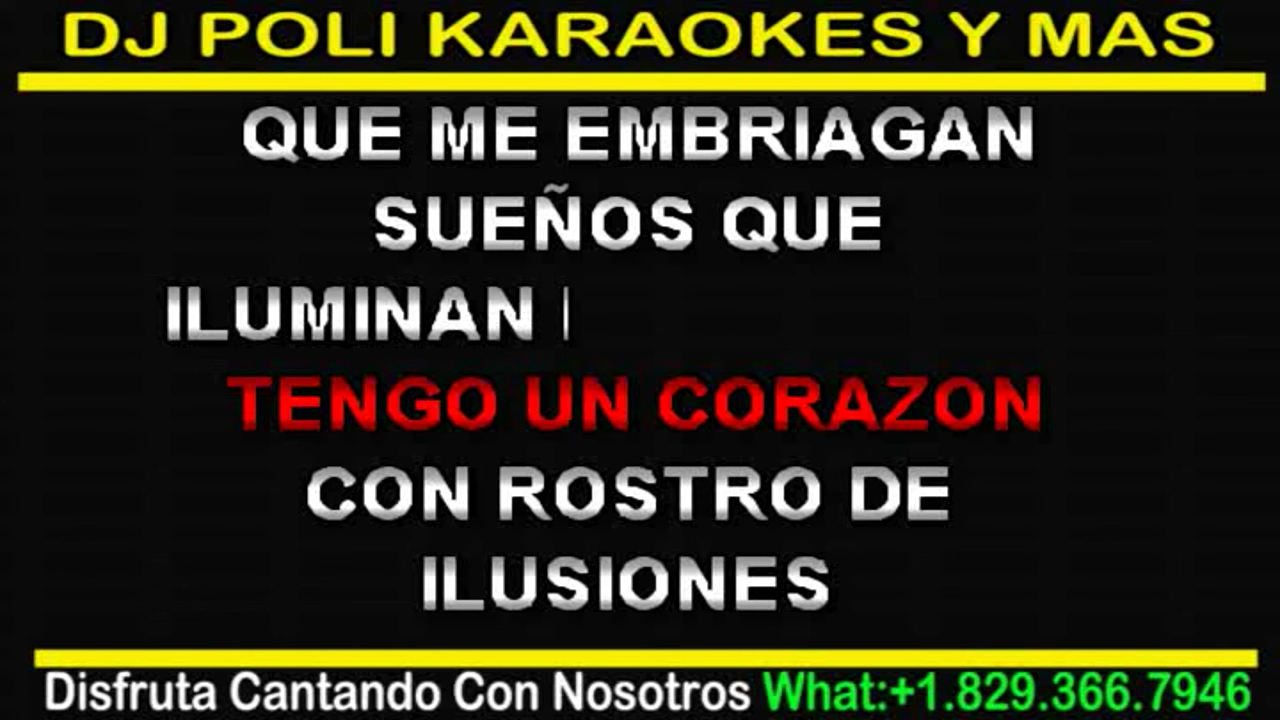 DJ POLI KARAOKES Y MAS
QUE ME EMBRIAGAN
SUEÑOS QUE
ILUMINAN
TENGO UN CORAZON
CON ROSTRO DE
ILUSIONES
Disfruta Cantando Con Nosotros What:+1.829.366.7946